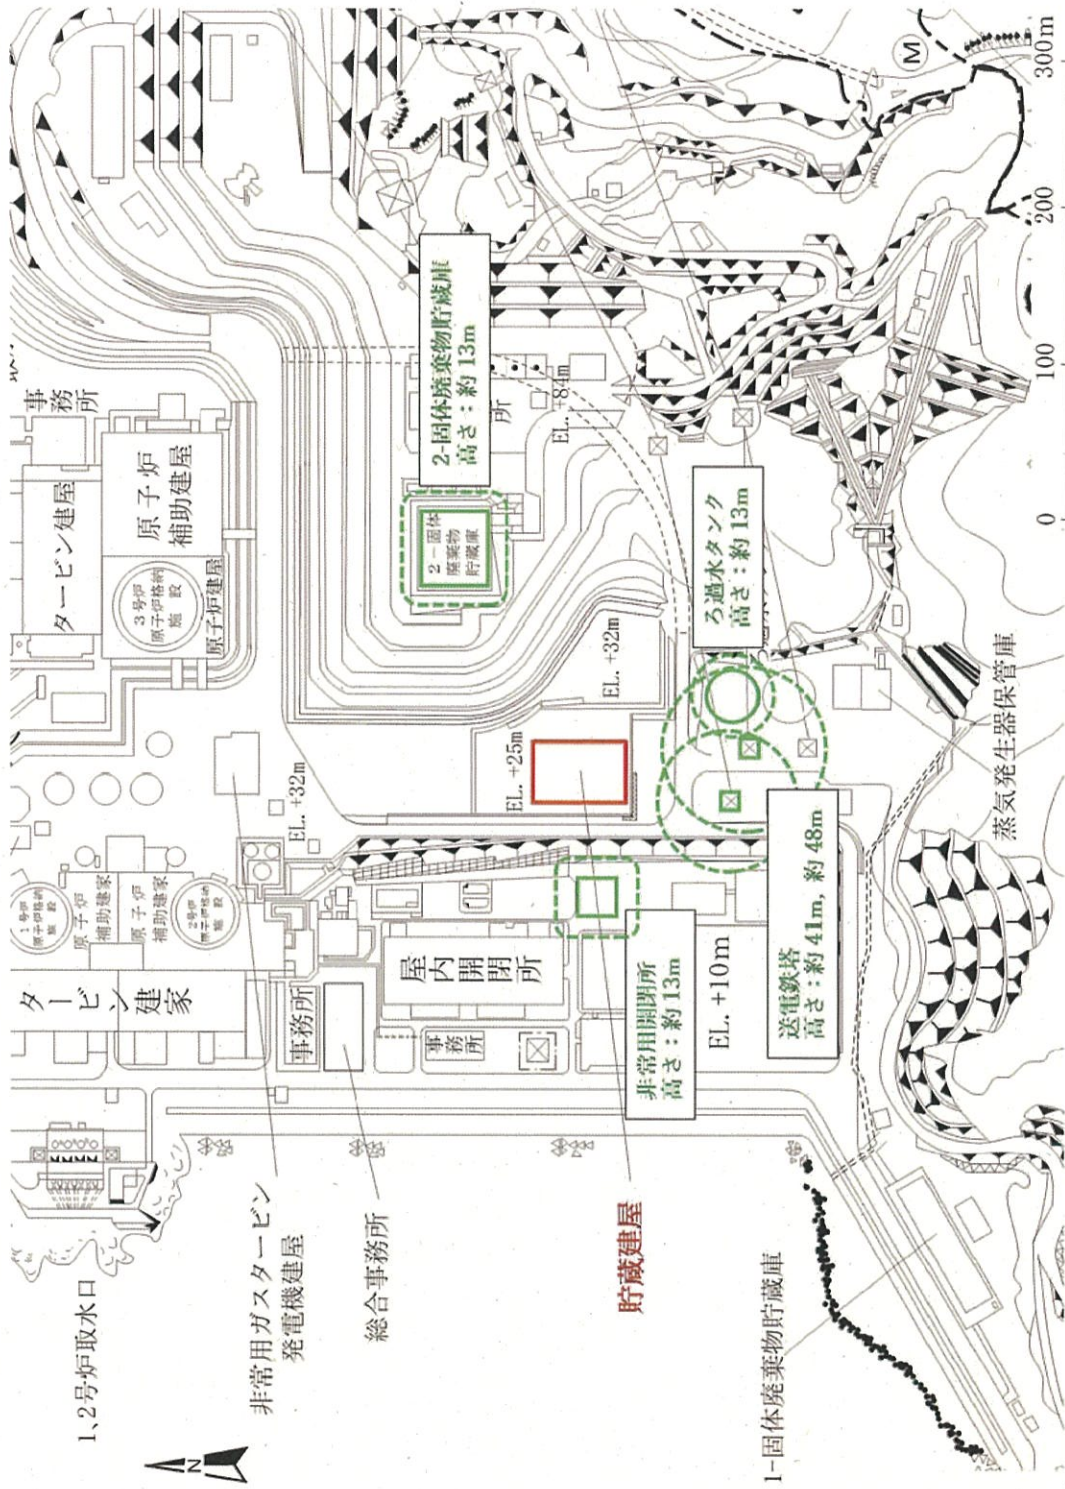 1、2号炉取水口
非常用ガスタービン
発電機建屋
総合事務所
貯蔵建屋
1-固体廃棄物貯蔵庫
N
タービン建家
事務所
屋内開閉所
事務所
1号炉
原子炉格納
施設
原子炉
補助建家
原子炉
補助建家
2号炉
原子炉格納
施設
EL. +32m
EL. +25m
EL. +32m
EL. +10m
EL. +84m
非常用開閉所
高さ：約13m
送電鉄塔
高さ：約41m, 約48m
ろ過水タンク
高さ：約13m
2-固体廃棄物貯蔵庫
高さ：約13m
2-固体
廃棄物
貯蔵庫
タービン建屋
原子炉
補助建屋
3号炉
原子炉格納
施設
原子炉建屋
事務所
所
蒸気発生器保管庫
M
0
100
200
300m